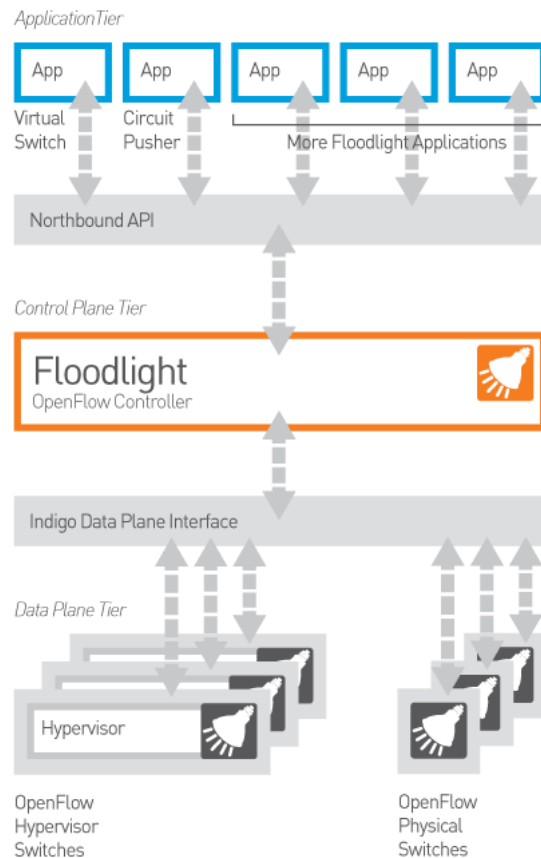 ApplicationTier
App
App
App
App
App
Virtual
Switch
Circuit
Pusher
More Floodlight Applications
Northbound API
Control Plane Tier
Floodlight
OpenFlow Controller
Indigo Data Plane Interface
Data Plane Tier
Hypervisor
OpenFlow
Hypervisor
Switches
OpenFlow
Physical
Switches